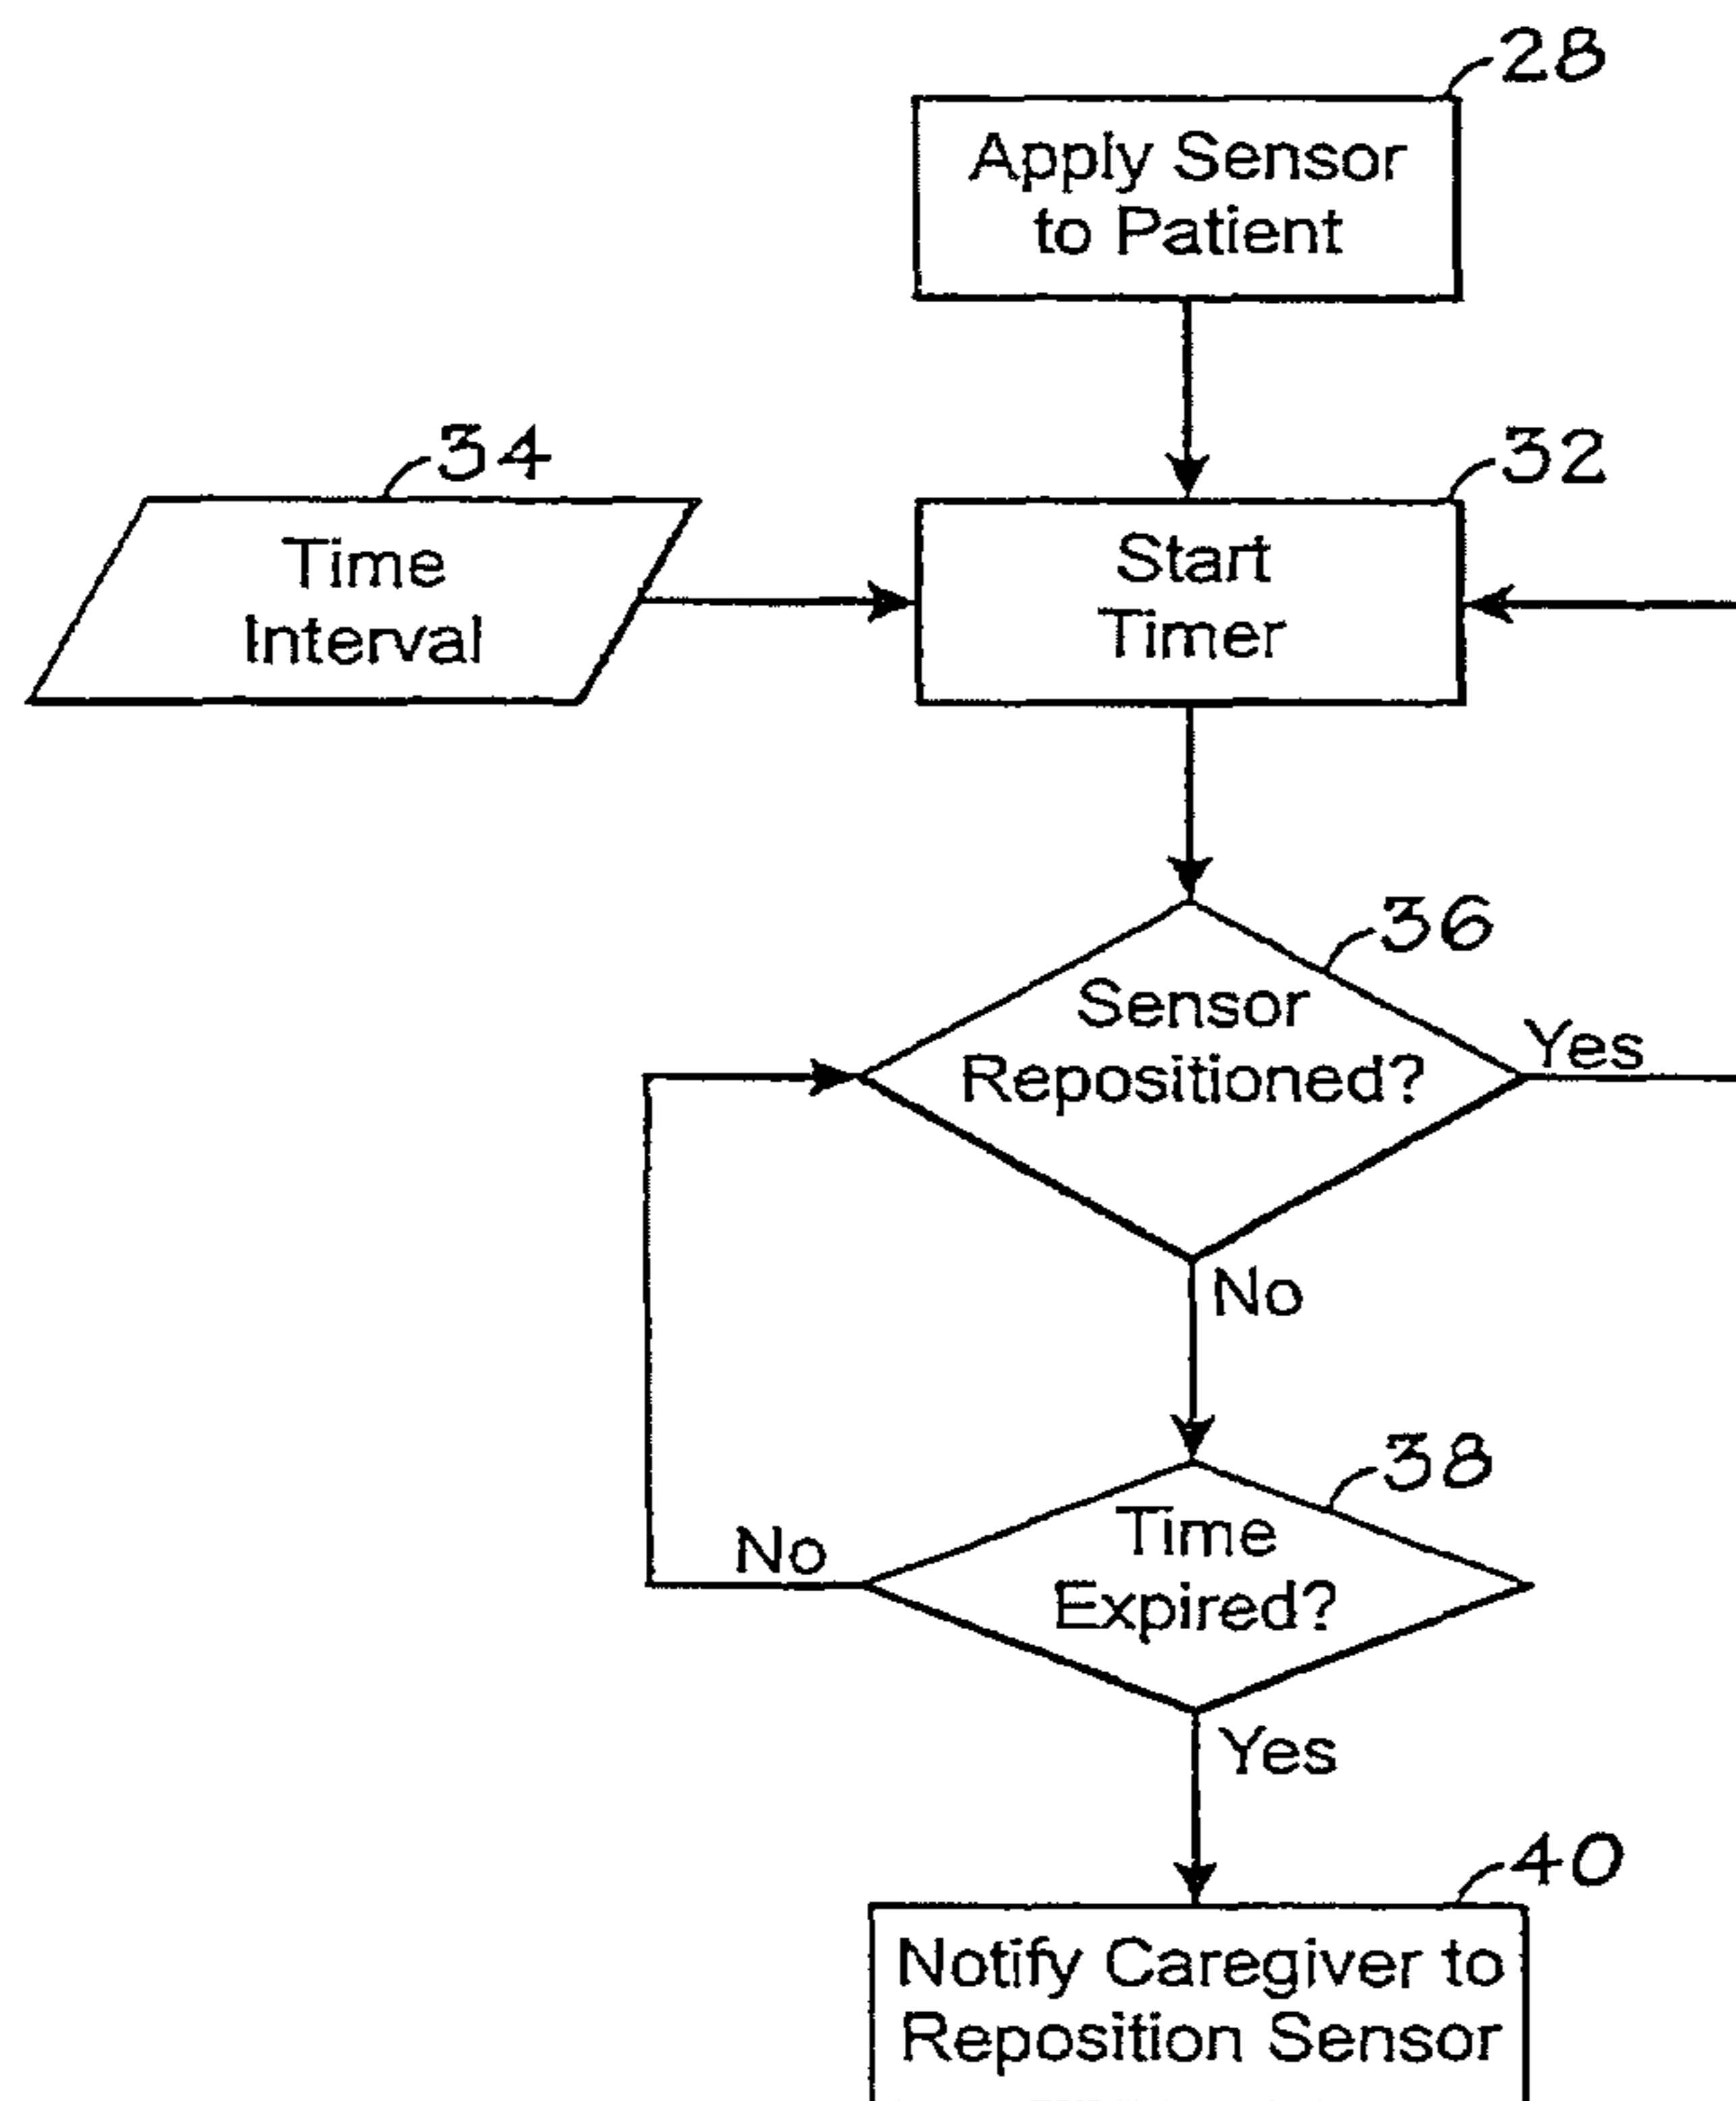 28
Apply Sensor
to Patient
34
Time
Interval
32
Start
Timer
36
Sensor
Repositioned?
Yes
No
38
Time
Expired?
No
Yes
40
Notify Caregiver to
Reposition Sensor